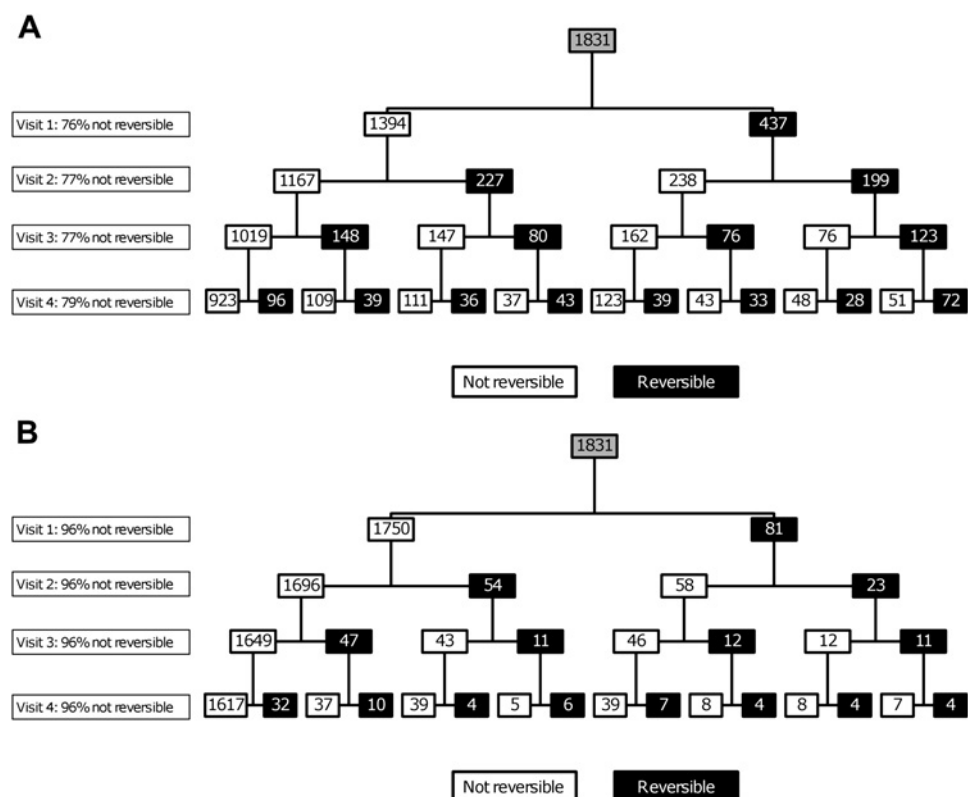 A
1831
Visit 1: 76% not reversible 1394 437
Visit 2: 77% not reversible 1167 227 238 199
Visit 3: 77% not reversible 1019 148 147 80 162 76 76 123
Visit 4: 79% not reversible 923 96 109 39 111 36 37 43 123 39 43 33 48 28 51 72
Not reversible Reversible
B
1831
Visit 1: 96% not reversible 1750 81
Visit 2: 96% not reversible 1696 54 58 23
Visit 3: 96% not reversible 1649 47 43 11 46 12 12 11
Visit 4: 96% not reversible 1617 32 37 10 39 4 5 6 39 7 8 4 8 4 7 4
Not reversible Reversible